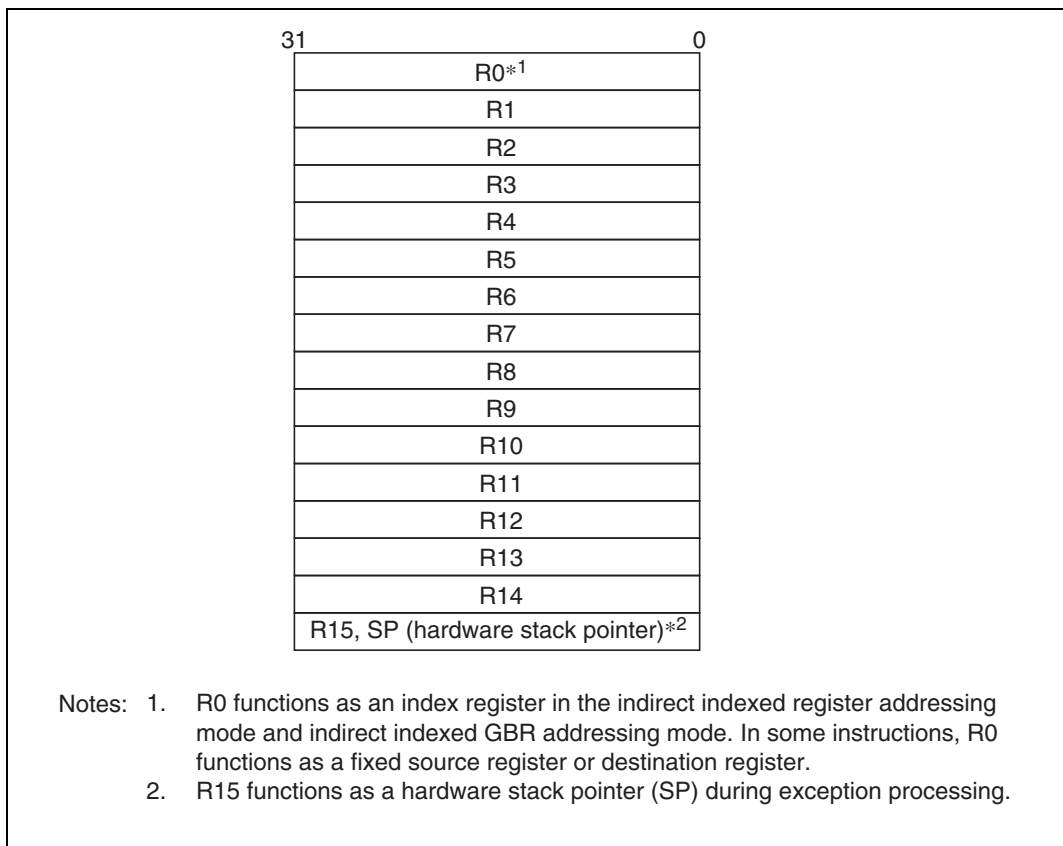 31 0
R0*1
R1
R2
R3
R4
R5
R6
R7
R8
R9
R10
R11
R12
R13
R14
R15, SP (hardware stack pointer)*2
Notes: 1. R0 functions as an index register in the indirect indexed register addressing
mode and indirect indexed GBR addressing mode. In some instructions, R0
functions as a fixed source register or destination register.
2. R15 functions as a hardware stack pointer (SP) during exception processing.